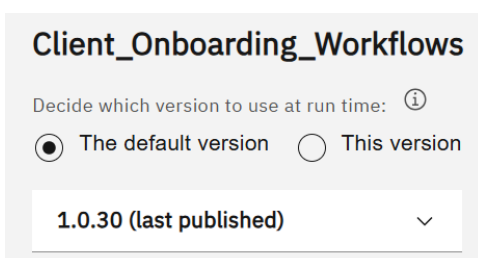 Client_Onboarding_Workflows
Decide which version to use at run time:
The default version This version
1.0.30 (last published)